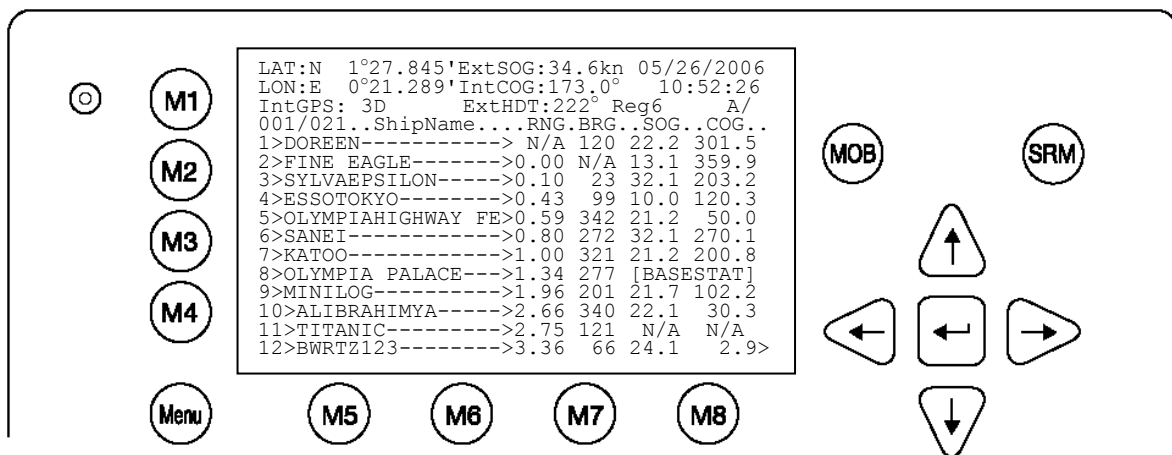 LAT:N 1°27.845'ExtSOG:34.6kn 05/26/2006
LON:E 0°21.289'IntCOG:173.0° 10:52:26
IntGPS: 3D ExtHDT:222° Reg6 A/
001/021..ShipName....RNG.BRG..SOG..COG..
1>DOREEN-----------> N/A 120 22.2 301.5
2>FINE EAGLE------->0.00 N/A 13.1 359.9
3>SYLVAEPSILON----->0.10 23 32.1 203.2
4>ESSOTOKYO-------->0.43 99 10.0 120.3
5>OLYMPIAHIGHWAY FE>0.59 342 21.2 50.0
6>SANEI------------>0.80 272 32.1 270.1
7>KATOO------------>1.00 321 21.2 200.8
8>OLYMPIA PALACE--->1.34 277 [BASESTAT]
9>MINILOG---------->1.96 201 21.7 102.2
10>ALIBRAHIMYA----->2.66 340 22.1 30.3
11>TITANIC--------->2.75 121 N/A N/A
12>BWRTZ123-------->3.36 66 24.1 2.9>
M1
M2
M3
M4
MOB
SRM
Menu
M5
M6
M7
M8